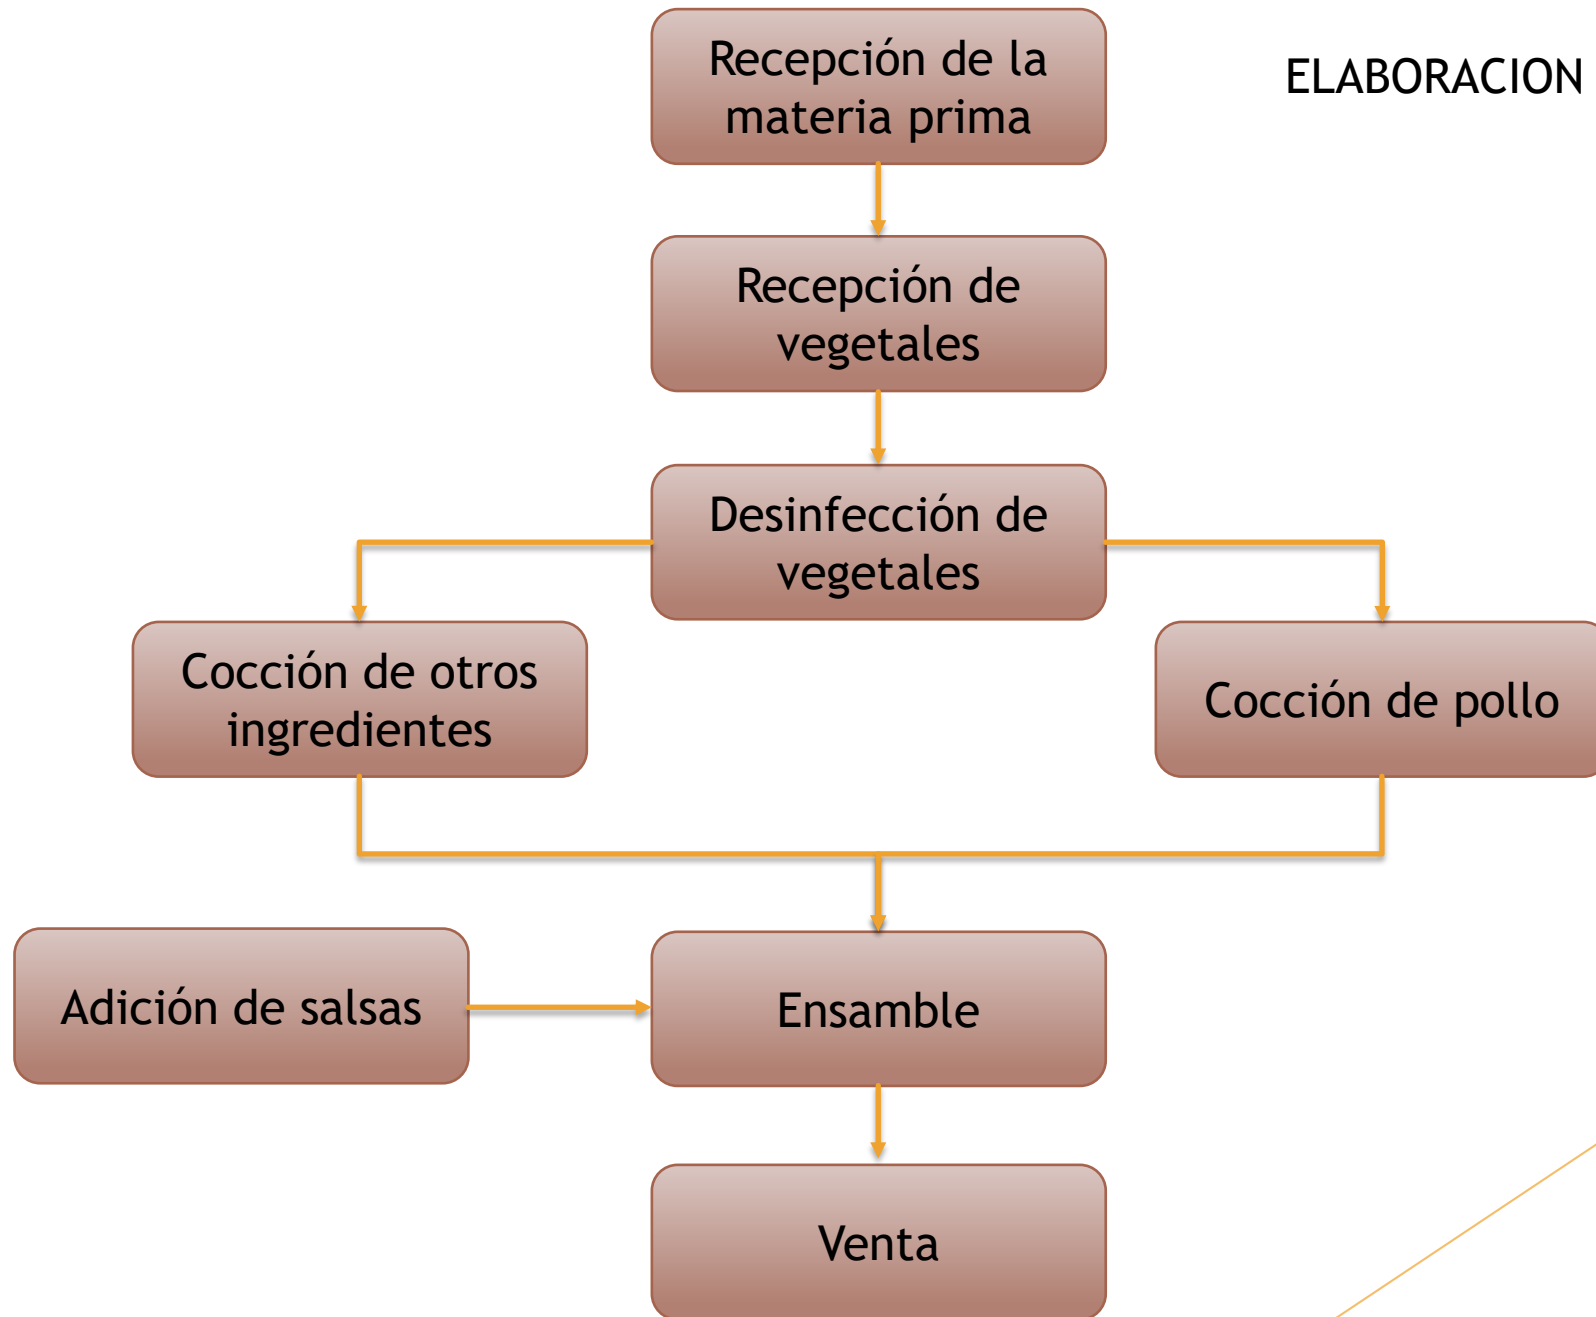 Recepción de la
materia prima
ELABORACION
Recepción de
vegetales
Desinfección de
vegetales
Cocción de otros
ingredientes
Cocción de pollo
Adición de salsas
Ensamble
Venta